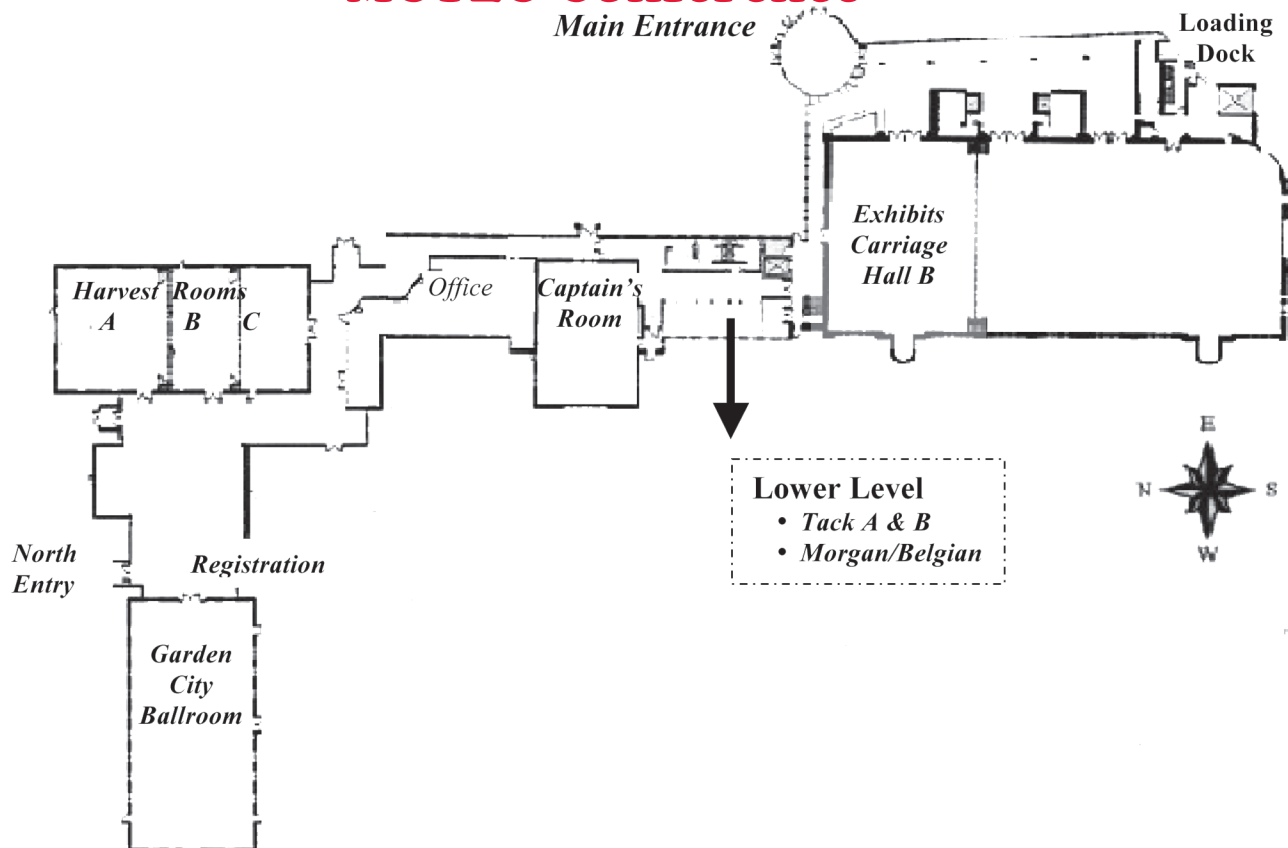 Conference
Main Entrance
Loading
Dock
Exhibits
Carriage
Hall B
Harvest Rooms
A B C
Office
Captain's
Room
E
N S
W
Lower Level
• Tack A & B
• Morgan/Belgian
North
Entry
Registration
Garden
City
Ballroom